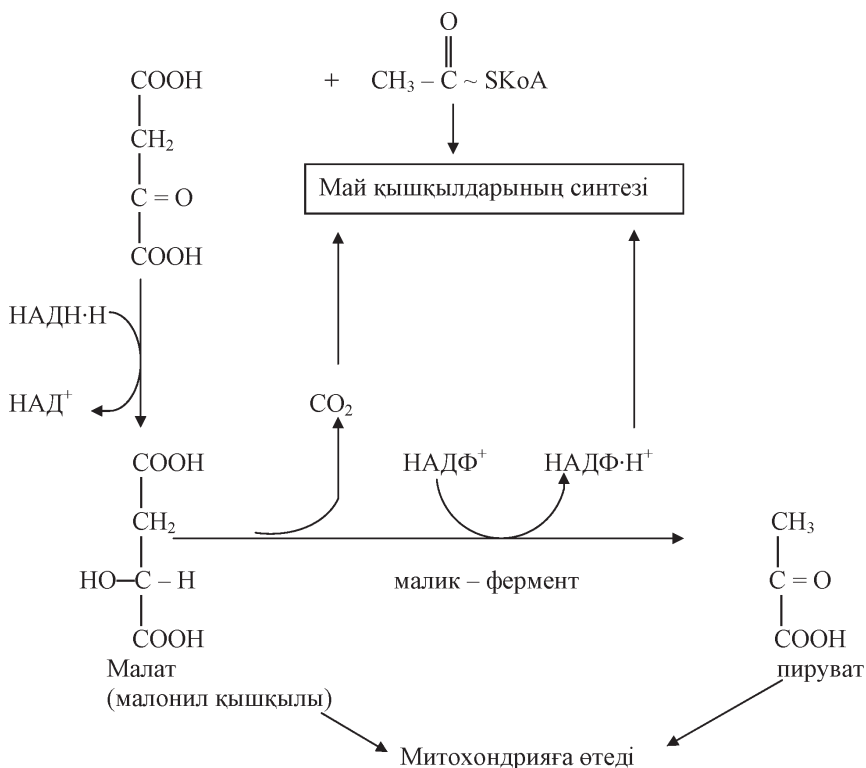 O
COOH + CH₃ – C ~ SKoA
CH₂
Май қышқылдарының синтезі
C = O
COOH
НАДН·Н
НАД⁺
CO₂
COOH
НАДФ⁺
НАДФ·Н⁺
CH₂
CH₃
HO–C – H
малик – фермент
C = O
COOH
COOH
Малат
пируват
(малонил қышқылы)
Митохондрияға өтеді